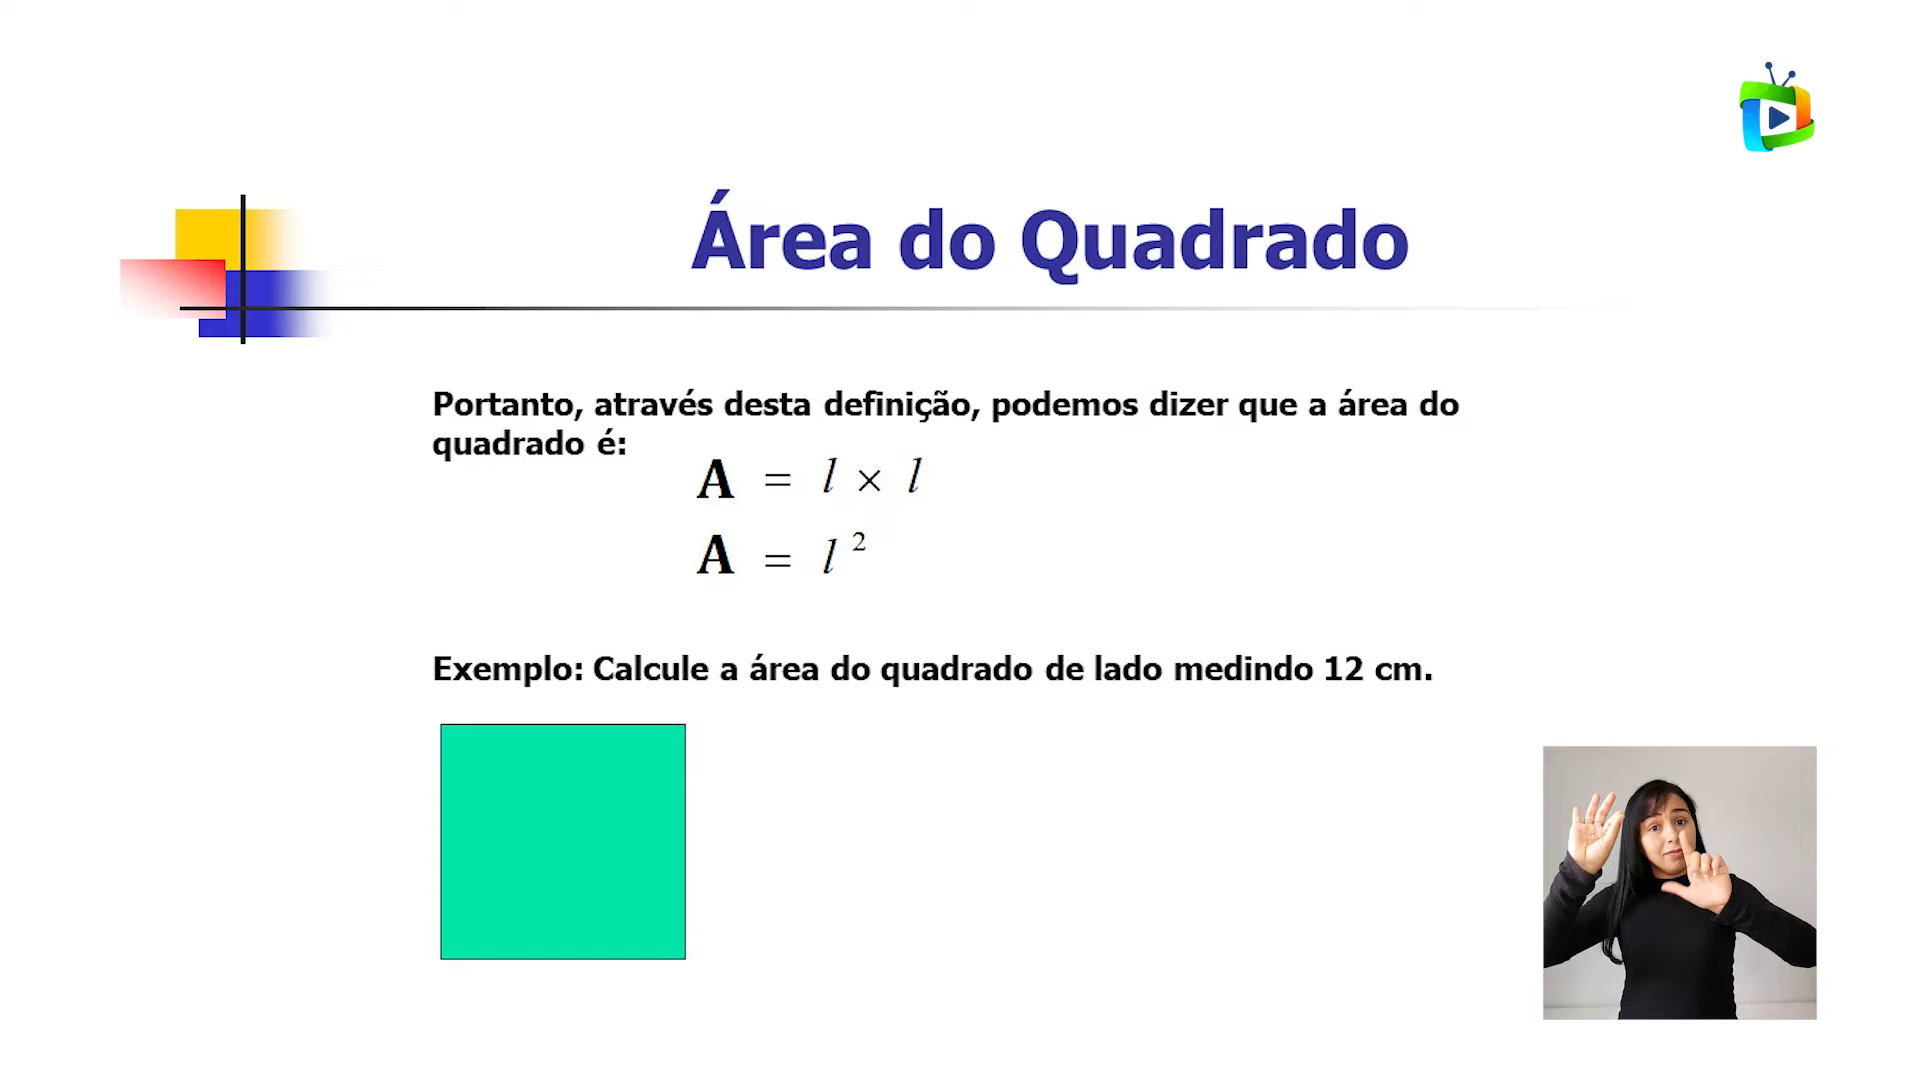 Área do Quadrado
Portanto, através desta definição, podemos dizer que a área do
quadrado é:
A = l × l
A = l ²
Exemplo: Calcule a área do quadrado de lado medindo 12 cm.